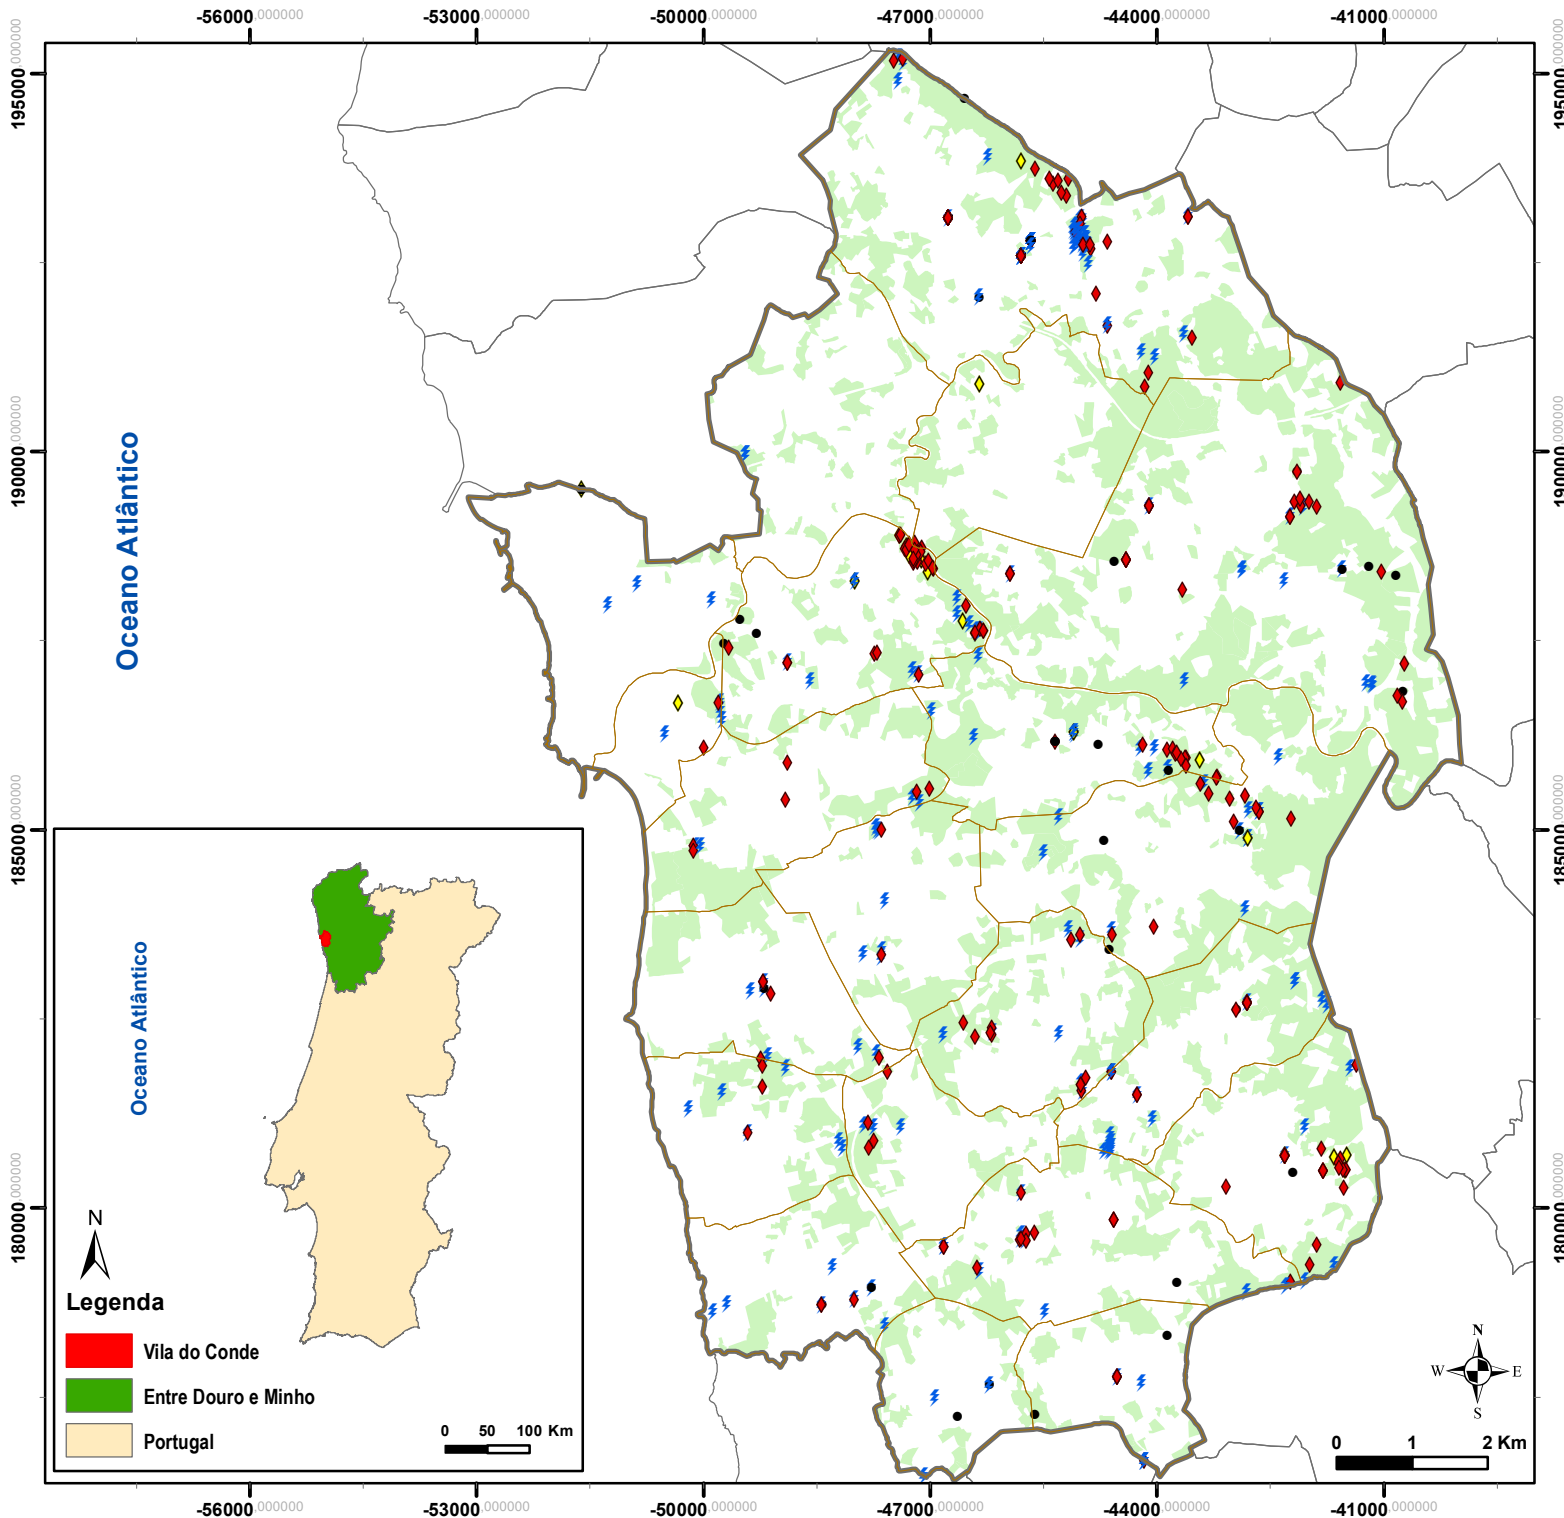 -56000,000000 -53000,000000 -50000,000000 -47000,000000 -44000,000000 -41000,000000
195000,000000
195000,000000
190000,000000
190000,000000
185000,000000
185000,000000
180000,000000
180000,000000
Oceano Atlântico
Oceano Atlântico
N
Legenda
Vila do Conde
Entre Douro e Minho
Portugal
0 50 100 Km
N
W E
S
0 1 2 Km
-56000,000000 -53000,000000 -50000,000000 -47000,000000 -44000,000000 -41000,000000